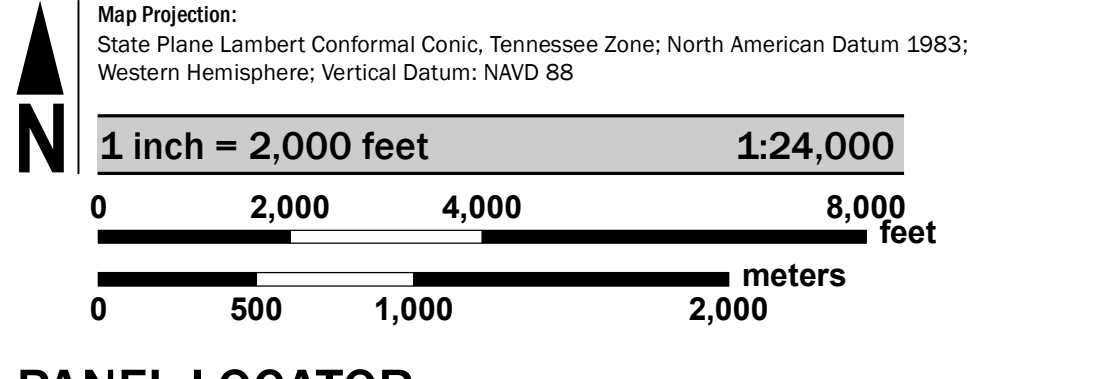 Map Projection:
State Plane Lambert Conformal Conic, Tennessee Zone; North American Datum 1983;
Western Hemisphere; Vertical Datum: NAVD 88
N
1 inch = 2,000 feet 1:24,000
0 2,000 4,000 8,000
feet
meters
0 500 1,000 2,000
PANEL LOCATOR